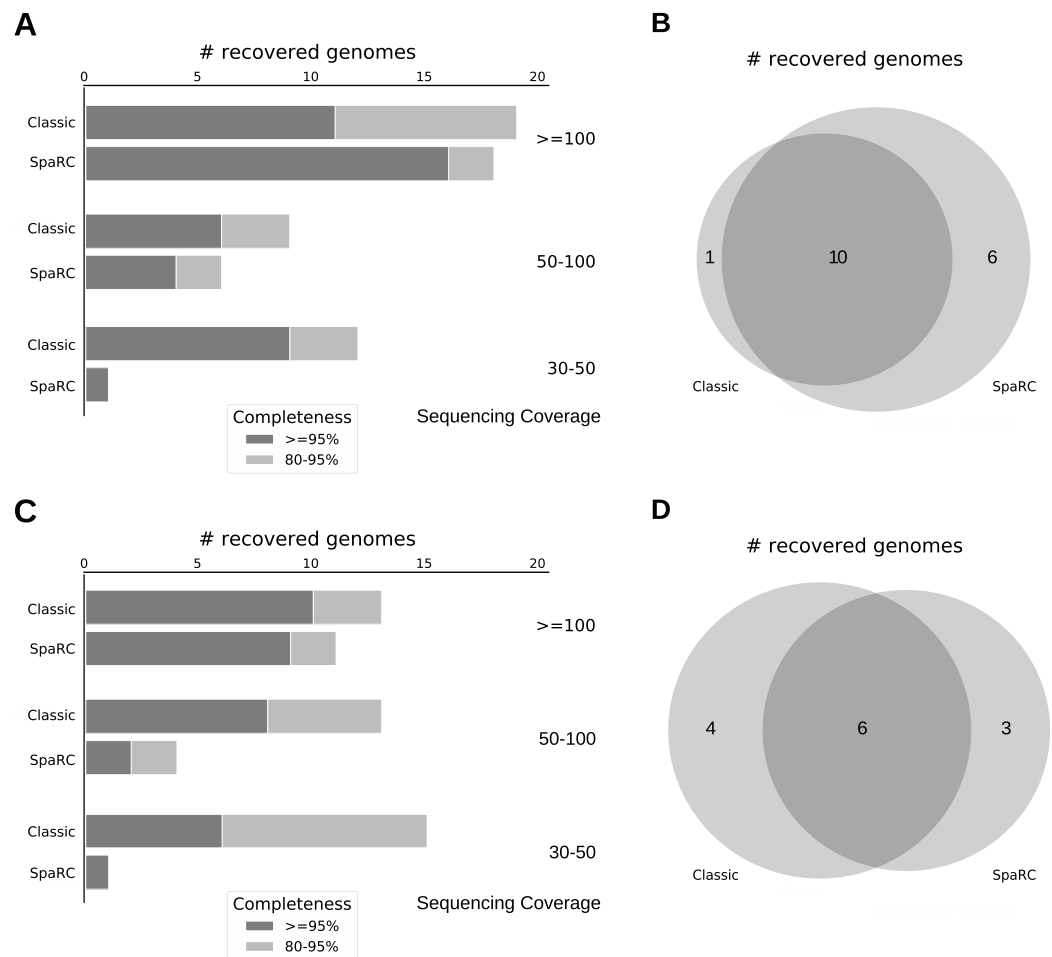 A
# recovered genomes
0 5 10 15 20
Classic
>=100
SpaRC
Classic
50-100
SpaRC
Classic
30-50
SpaRC
Sequencing Coverage
Completeness
>=95%
80-95%
B
# recovered genomes
1 10 6
Classic SpaRC
C
# recovered genomes
0 5 10 15 20
Classic
>=100
SpaRC
Classic
50-100
SpaRC
Classic
30-50
SpaRC
Sequencing Coverage
Completeness
>=95%
80-95%
D
# recovered genomes
4 6 3
Classic SpaRC